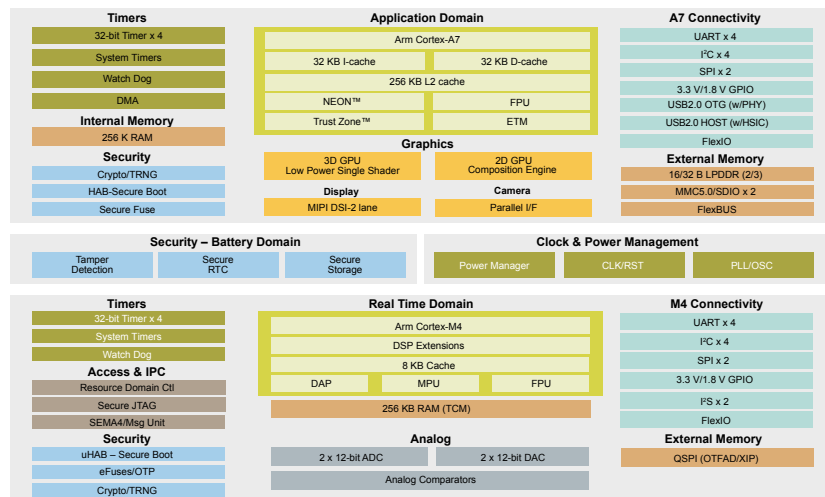 Timers
32-bit Timer x 4
System Timers
Watch Dog
DMA
Internal Memory
256 K RAM
Security
Crypto/TRNG
HAB-Secure Boot
Secure Fuse
Application Domain
Arm Cortex-A7
32 KB I-cache
32 KB D-cache
256 KB L2 cache
NEON™
FPU
Trust Zone™
ETM
Graphics
3D GPU
Low Power Single Shader
2D GPU
Composition Engine
Display
Camera
MIPI DSI-2 lane
Parallel I/F
A7 Connectivity
UART x 4
I²C x 4
SPI x 2
3.3 V/1.8 V GPIO
USB2.0 OTG (w/PHY)
USB2.0 HOST (w/HSIC)
FlexIO
External Memory
16/32 B LPDDR (2/3)
MMC5.0/SDIO x 2
FlexBUS
Security – Battery Domain
Tamper
Detection
Secure
RTC
Secure
Storage
Clock & Power Management
Power Manager
CLK/RST
PLL/OSC
Timers
32-bit Timer x 4
System Timers
Watch Dog
Access & IPC
Resource Domain Ctl
Secure JTAG
SEMA4/Msg Unit
Security
uHAB – Secure Boot
eFuses/OTP
Crypto/TRNG
Real Time Domain
Arm Cortex-M4
DSP Extensions
8 KB Cache
DAP
MPU
FPU
256 KB RAM (TCM)
Analog
2 x 12-bit ADC
2 x 12-bit DAC
Analog Comparators
M4 Connectivity
UART x 4
I²C x 4
SPI x 2
3.3 V/1.8 V GPIO
I²S x 2
FlexIO
External Memory
QSPI (OTFAD/XIP)